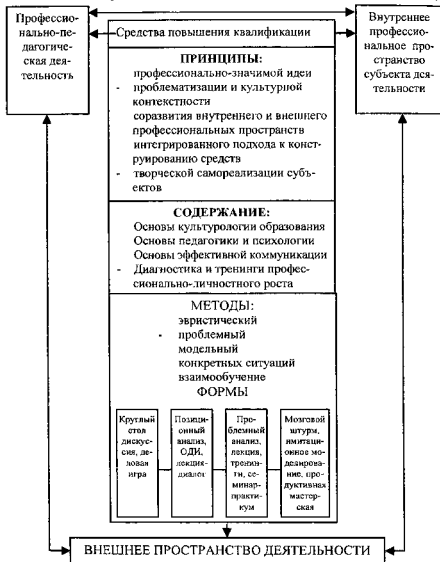 Профессио-
нально-пе-
дагогиче-
ская дея-
тельность
Средства повышения квалификации
Внутреннее
профессио-
нальное про-
странство
субъекта дея-
тельности
ПРИНЦИПЫ:
профессионально-значимой идеи
- проблематизации и культурной
контекстности
соразвития внутреннего и внешнего
профессиональных пространств
интегрированного подхода к конст-
руированию средств
- творческой самореализации субъ-
ектов
СОДЕРЖАНИЕ:
Основы культурологии образования
Основы педагогики и психологии
Основы эффективной коммуникации
- Диагностика и тренинги профес-
сионально-личностного роста
МЕТОДЫ:
эвристический
- проблемный
модельный
конкретных ситуаций
взаимообучение
ФОРМЫ
Круглый
стол
дискус-
сия, де-
ловая
игра
Позици-
онный
анализ,
ОДИ,
лекция-
диалог
Про-
блемный
анализ,
лекция,
тренин-
ги, се-
минар-
практи-
кум
Мозговой
штурм,
имитаци-
онное мо-
делирова-
ние, про-
дуктивная
мастер-
ская
ВНЕШНЕЕ ПРОСТРАНСТВО ДЕЯТЕЛЬНОСТИ